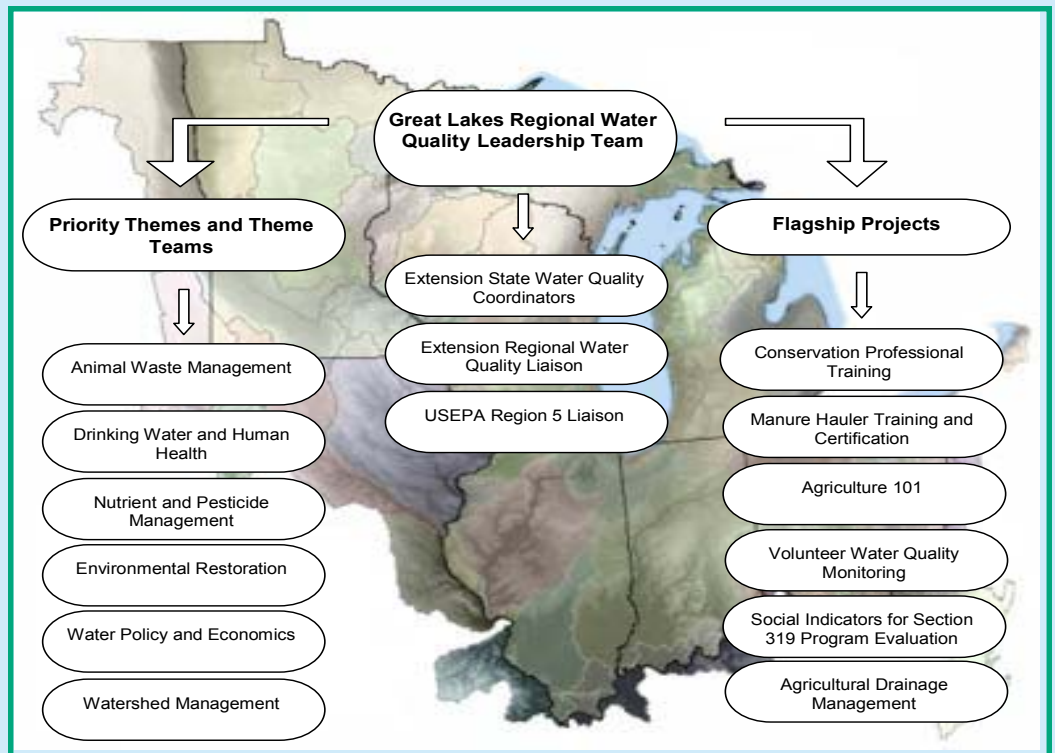 Great Lakes Regional Water
Quality Leadership Team
Priority Themes and Theme
Teams
Animal Waste Management
Drinking Water and Human
Health
Nutrient and Pesticide
Management
Environmental Restoration
Water Policy and Economics
Watershed Management
Extension State Water Quality
Coordinators
Extension Regional Water
Quality Liaison
USEPA Region 5 Liaison
Flagship Projects
Conservation Professional
Training
Manure Hauler Training and
Certification
Agriculture 101
Volunteer Water Quality
Monitoring
Social Indicators for Section
319 Program Evaluation
Agricultural Drainage
Management